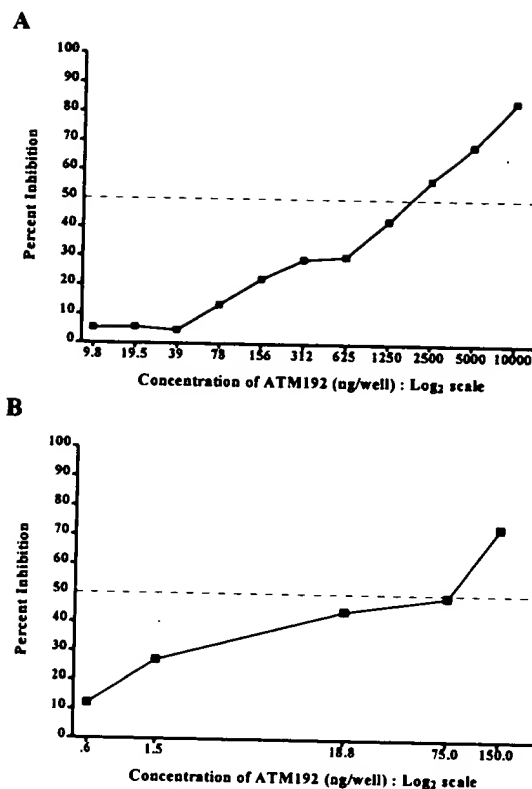 A
Percent Inhibition
100
90
80
70
60
50
40
30
20
10
0
9.8 19.5 39 78 156 312 625 1250 2500 5000 10000
Concentration of ATM192 (ng/well) : Log₂ scale
B
Percent Inhibition
100
90
80
70
60
50
40
30
20
10
0
.6 1.5 18.8 75.0 150.0
Concentration of ATM192 (ng/well) : Log₂ scale